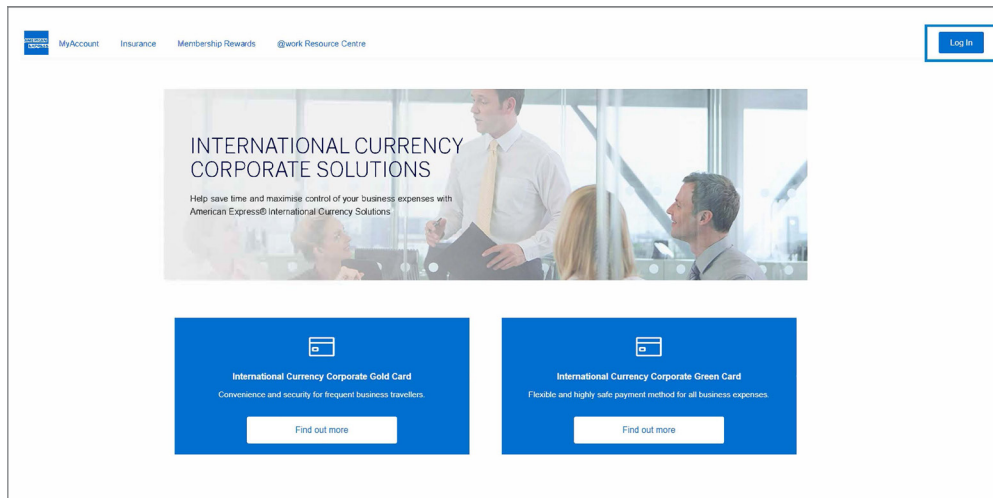 AMERICAN
EXPRESS
MyAccount Insurance Membership Rewards @work Resource Centre
Log In
INTERNATIONAL CURRENCY
CORPORATE SOLUTIONS
Help save time and maximise control of your business expenses with
American Express® International Currency Solutions
International Currency Corporate Gold Card
Convenience and security for frequent business travellers.
Find out more
International Currency Corporate Green Card
Flexible and highly safe payment method for all business expenses.
Find out more